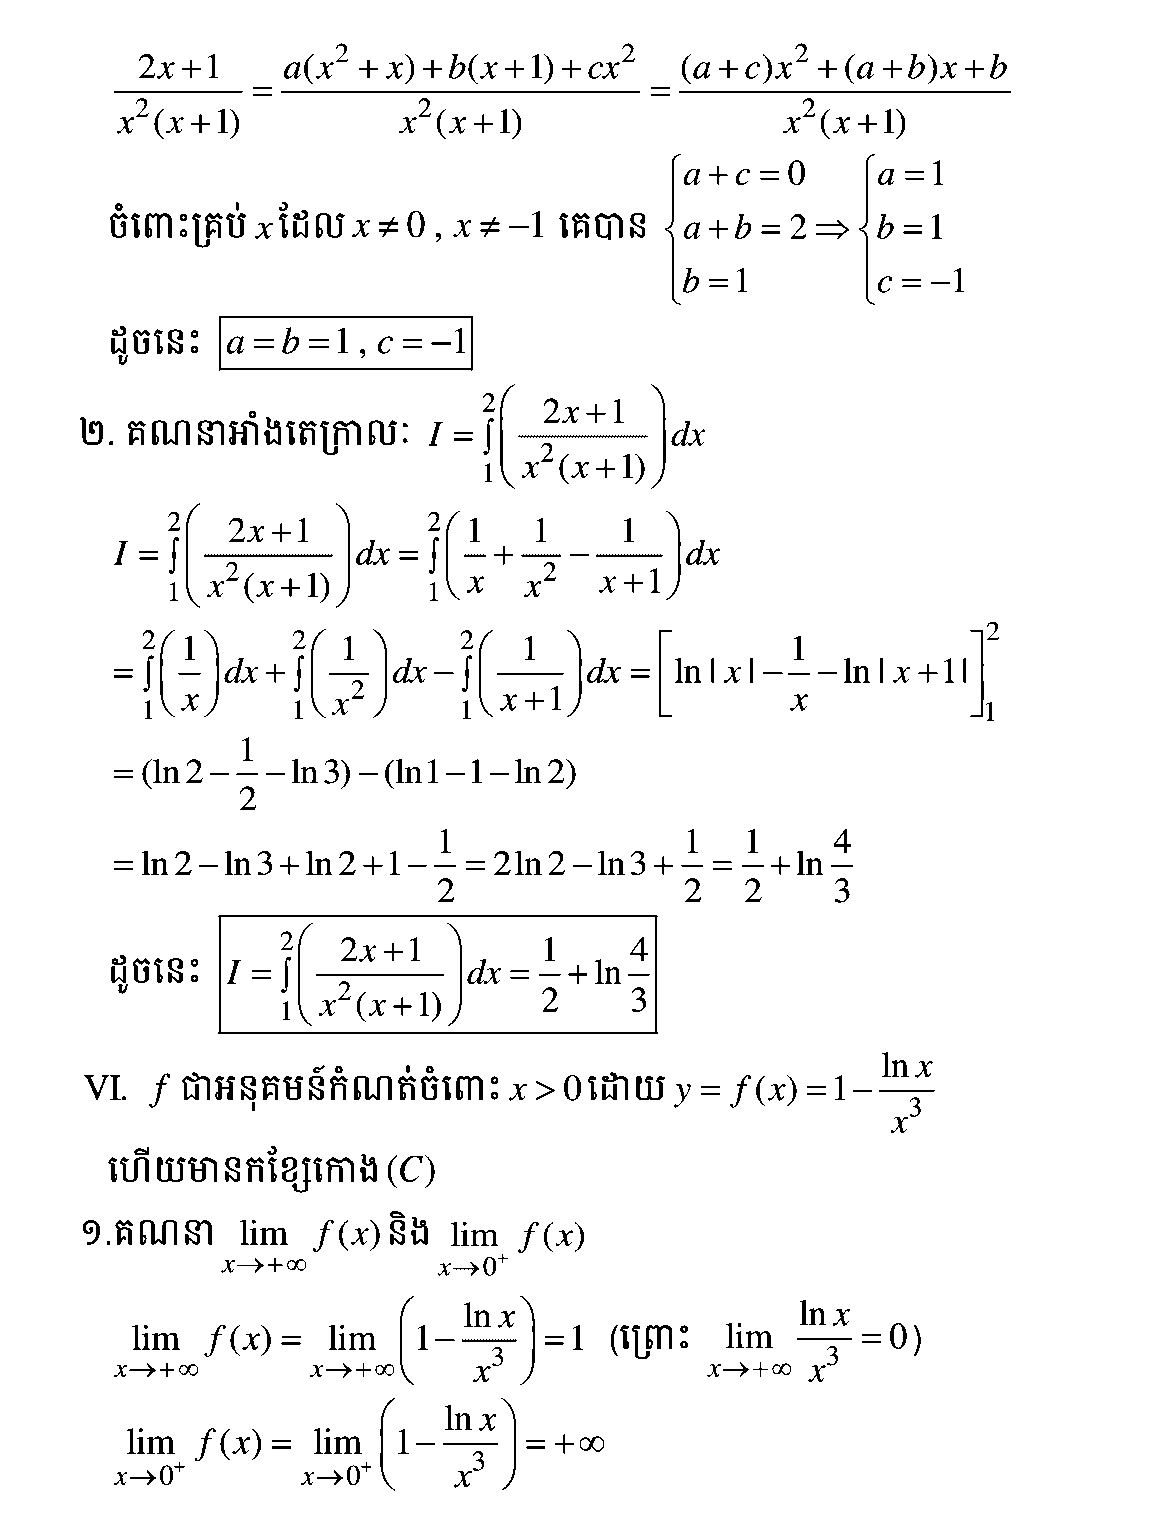 $\frac{2x+1}{x^2(x+1)} = \frac{a(x^2+x)+b(x+1)+cx^2}{x^2(x+1)} = \frac{(a+c)x^2+(a+b)x+b}{x^2(x+1)}$
ចំពោះគ្រប់ $x$ ដែល $x \neq 0$ , $x \neq -1$ គេបាន $\begin{cases} a+c=0 \\ a+b=2 \\ b=1 \end{cases} \Rightarrow \begin{cases} a=1 \\ b=1 \\ c=-1 \end{cases}$
ដូចនេះ $\boxed{a=b=1\,, c=-1}$
២. គណនាអាំងតេក្រាលៈ $I = \int_1^2 \left( \frac{2x+1}{x^2(x+1)} \right) dx$
$I = \int_1^2 \left( \frac{2x+1}{x^2(x+1)} \right) dx = \int_1^2 \left( \frac{1}{x} + \frac{1}{x^2} - \frac{1}{x+1} \right) dx$
$= \int_1^2 \left( \frac{1}{x} \right) dx + \int_1^2 \left( \frac{1}{x^2} \right) dx - \int_1^2 \left( \frac{1}{x+1} \right) dx = \left[ \ln|x| - \frac{1}{x} - \ln|x+1| \right]_1^2$
$= (\ln 2 - \frac{1}{2} - \ln 3) - (\ln 1 - 1 - \ln 2)$
$= \ln 2 - \ln 3 + \ln 2 + 1 - \frac{1}{2} = 2\ln 2 - \ln 3 + \frac{1}{2} = \frac{1}{2} + \ln \frac{4}{3}$
ដូចនេះ $\boxed{I = \int_1^2 \left( \frac{2x+1}{x^2(x+1)} \right) dx = \frac{1}{2} + \ln \frac{4}{3}}$
VI. $f$ ជាអនុគមន៍កំណត់ចំពោះ $x > 0$ ដោយ $y = f(x) = 1 - \frac{\ln x}{x^3}$
ហើយមានកខ្សែកោង $(C)$
១.គណនា $\lim_{x \to +\infty} f(x)$ និង $\lim_{x \to 0^+} f(x)$
$\lim_{x \to +\infty} f(x) = \lim_{x \to +\infty} \left( 1 - \frac{\ln x}{x^3} \right) = 1$ (ព្រោះ $\lim_{x \to +\infty} \frac{\ln x}{x^3} = 0$)
$\lim_{x \to 0^+} f(x) = \lim_{x \to 0^+} \left( 1 - \frac{\ln x}{x^3} \right) = +\infty$